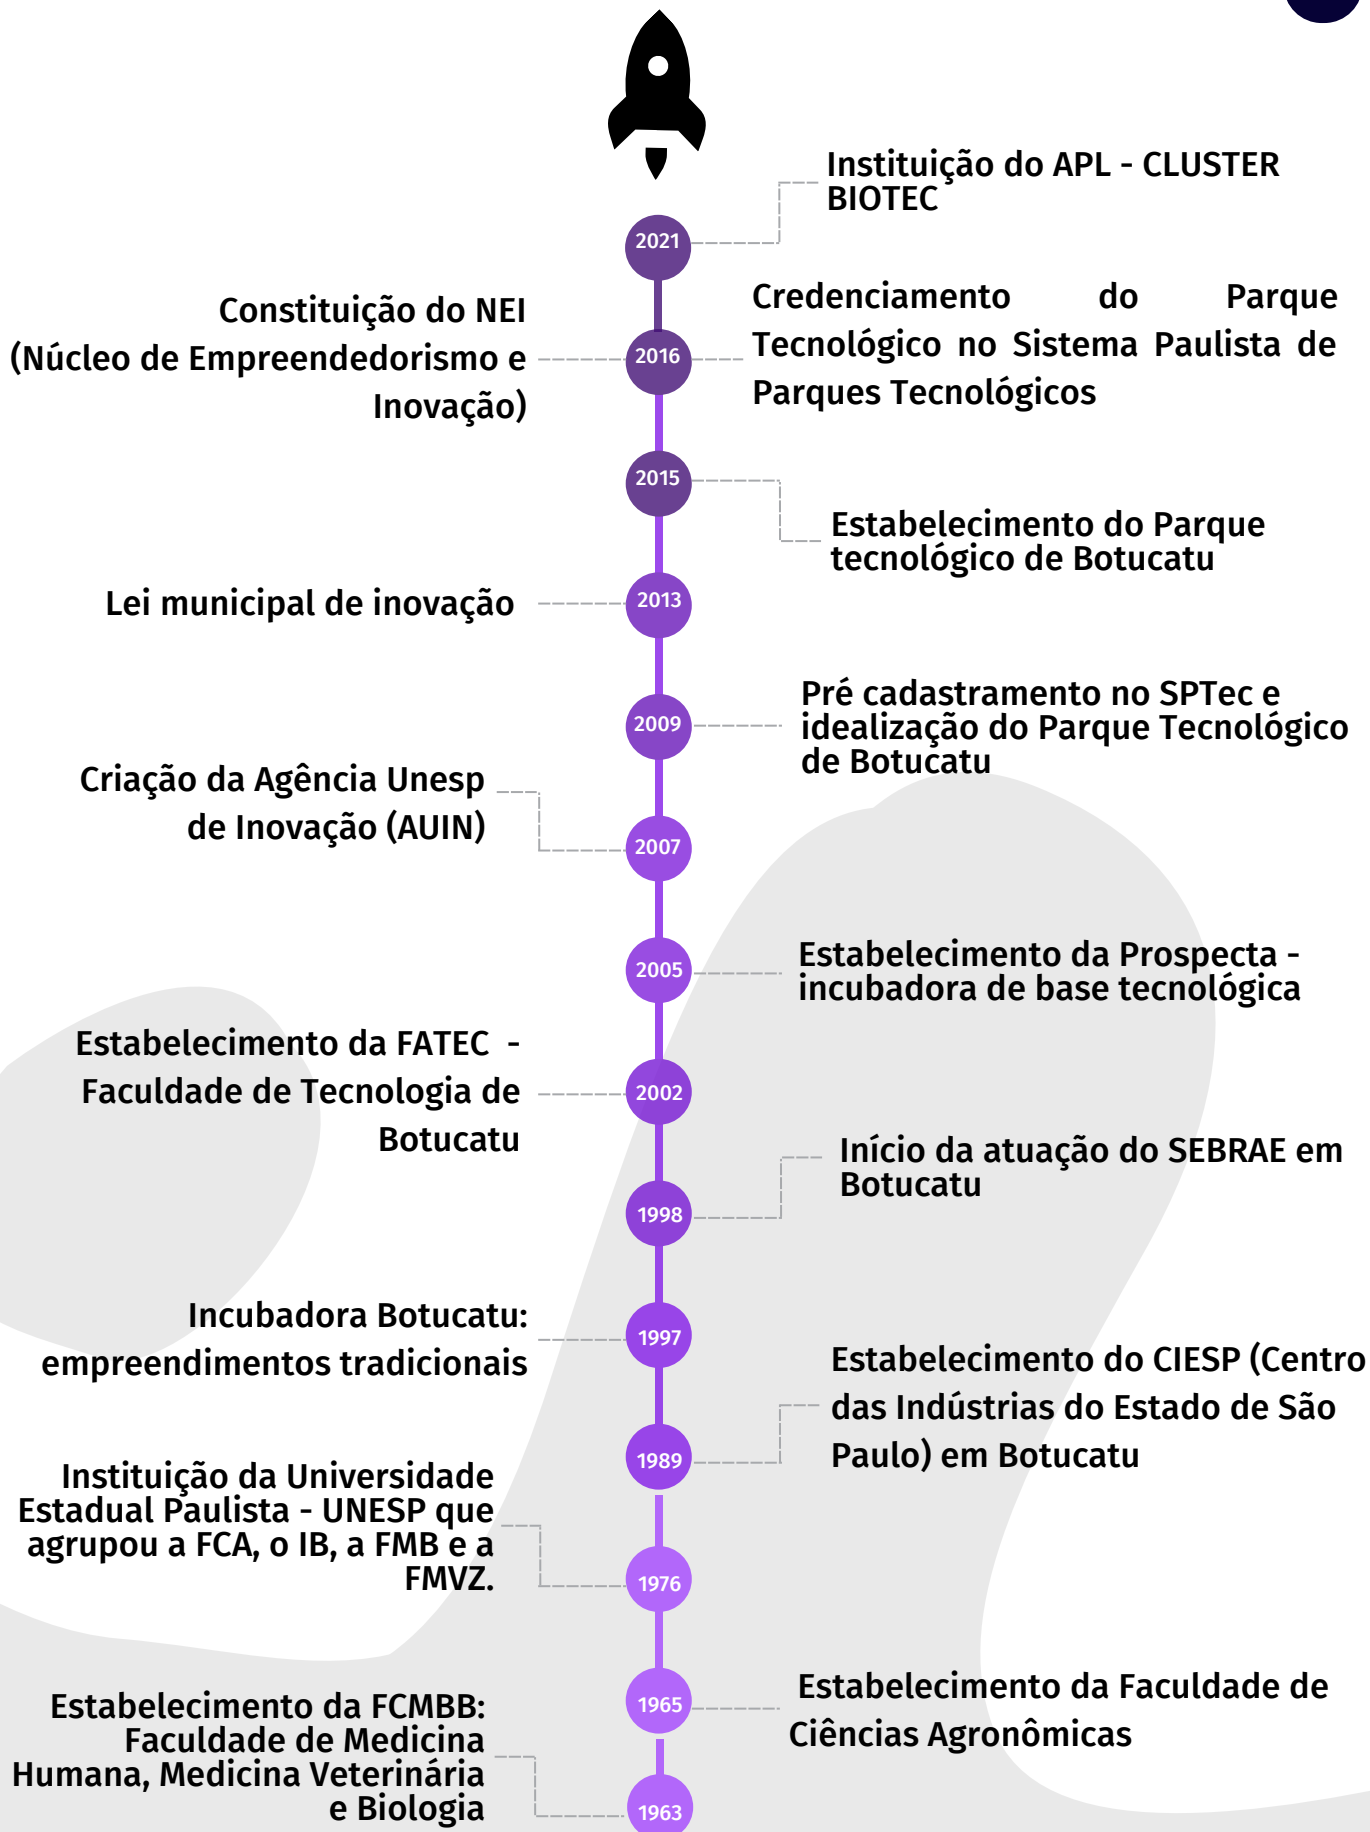 Instituição do APL - CLUSTER
BIOTEC
2021
Constituição do NEI
(Núcleo de Empreendedorismo e
Inovação)
2016
Credenciamento do Parque
Tecnológico no Sistema Paulista de
Parques Tecnológicos
2015
Estabelecimento do Parque
tecnológico de Botucatu
Lei municipal de inovação
2013
2009
Pré cadastramento no SPTec e
idealização do Parque Tecnológico
de Botucatu
Criação da Agência Unesp
de Inovação (AUIN)
2007
2005
Estabelecimento da Prospecta -
incubadora de base tecnológica
Estabelecimento da FATEC -
Faculdade de Tecnologia de
Botucatu
2002
Início da atuação do SEBRAE em
Botucatu
1998
Incubadora Botucatu:
empreendimentos tradicionais
1997
Estabelecimento do CIESP (Centro
das Indústrias do Estado de São
Paulo) em Botucatu
1989
Instituição da Universidade
Estadual Paulista - UNESP que
agrupou a FCA, o IB, a FMB e a
FMVZ.
1976
1965
Estabelecimento da Faculdade de
Ciências Agronômicas
Estabelecimento da FCMBB:
Faculdade de Medicina
Humana, Medicina Veterinária
e Biologia
1963